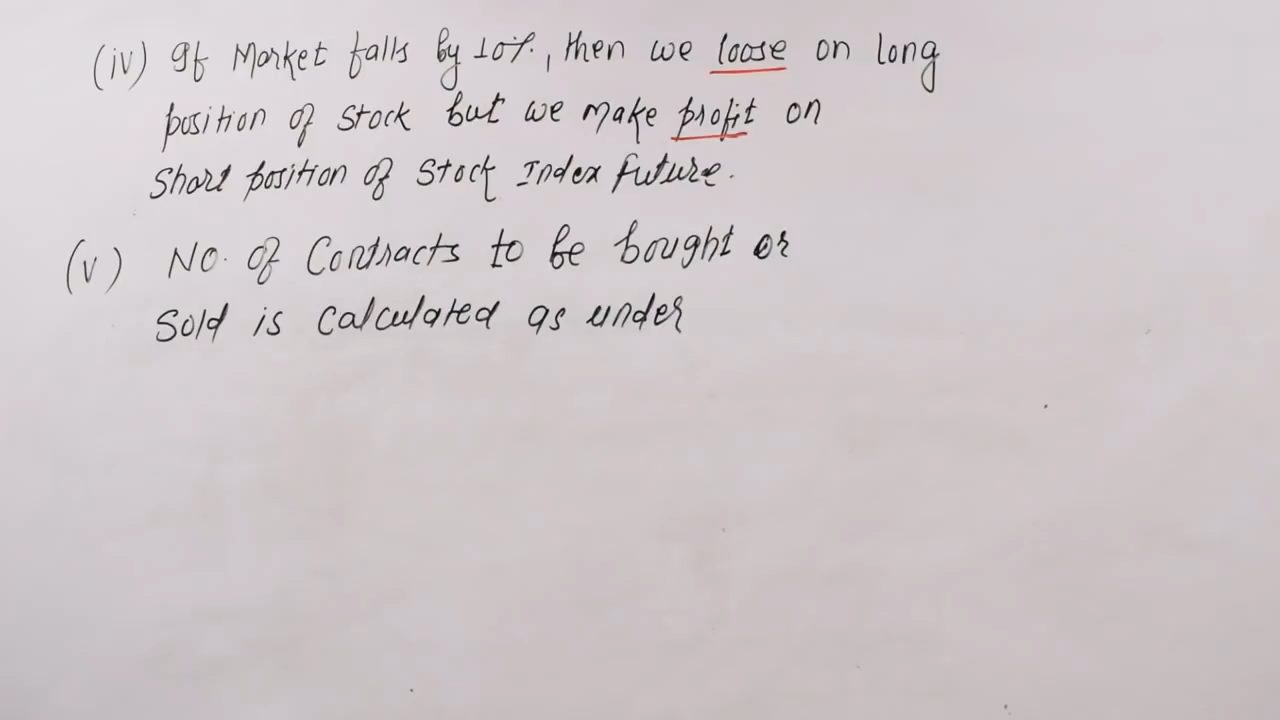 (iv) If Market falls by 10%, then we loose on long
position of Stock but we make profit on
Short position of Stock Index Future.
(v) No. of Contracts to be bought or
Sold is calculated as under